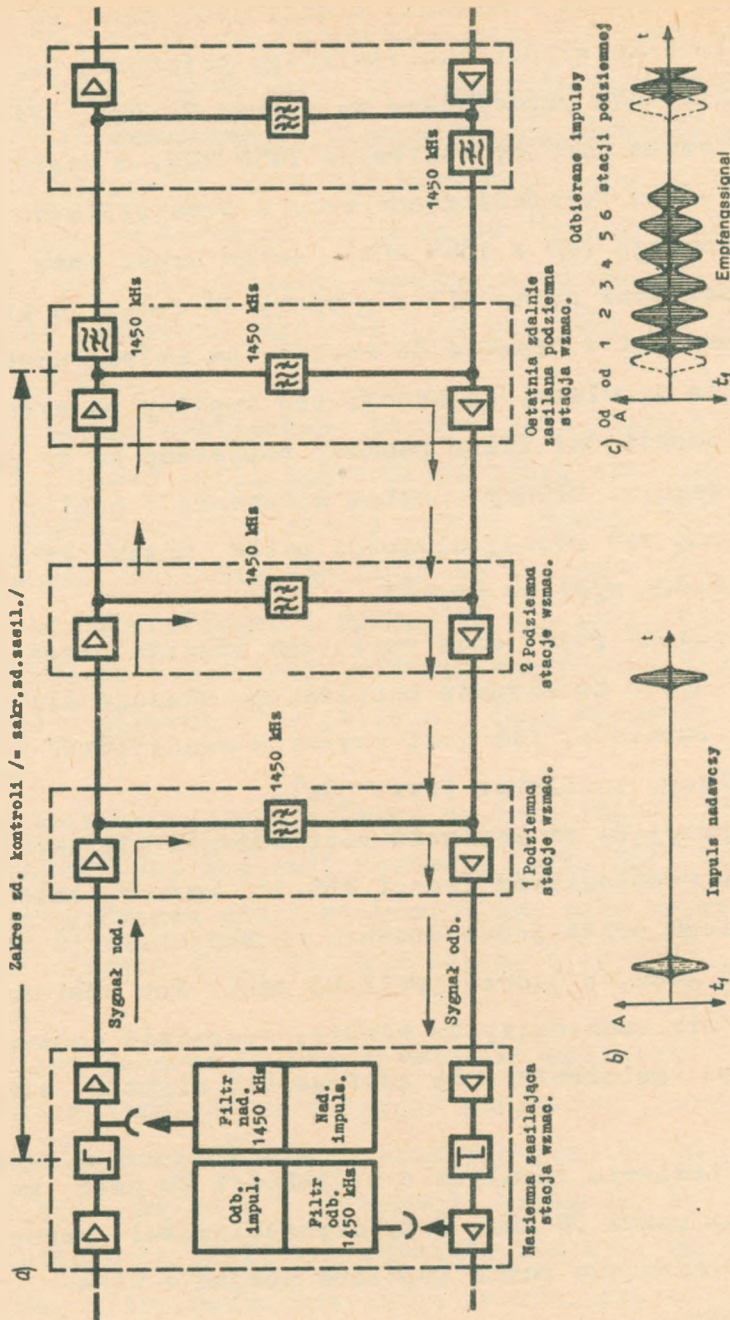 a)
Zakres zd. kontroli /= zakr.zd.zasil./
Sygnał nad.
Filtr
nad.
1450 kHz
Nad.
impuls.
Odb.
impul.
Filtr
odb.
1450 kHz
Sygnał odb.
Naziemna zasilająca
stacja wzmac.
1450 kHz
1 Podziemna
stacje wzmac.
1450 kHz
2 Podziemna
stacje wzmac.
1450 kHz
1450 kHz
Ostatnia zdalnie
zasilana podziemna
stacja wzmac.
1450 kHz
b)
A
t
t₁
Impuls nadawczy
c)
Odbierane impulsy
Od od 1 2 3 4 5 6 stacji podziemnej
A
t
t₁
Empfangssignal